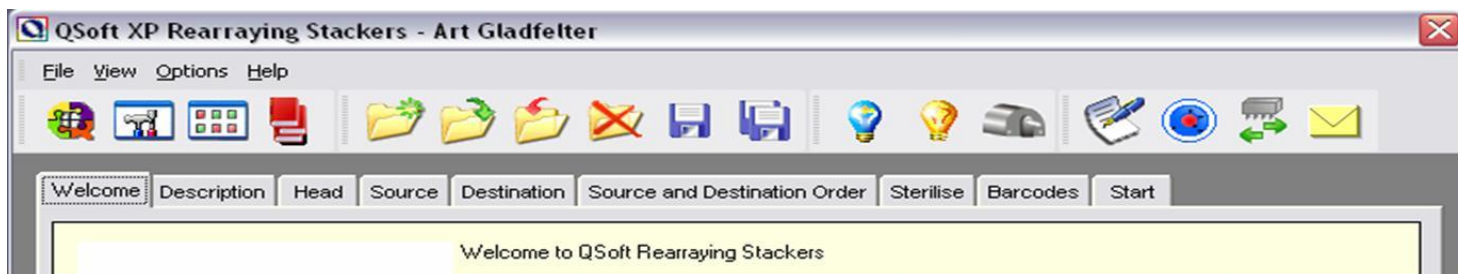 QSoft XP Rearraying Stackers - Art Gladfelter
File View Options Help
Welcome Description Head Source Destination Source and Destination Order Sterilise Barcodes Start
Welcome to QSoft Rearraying Stackers